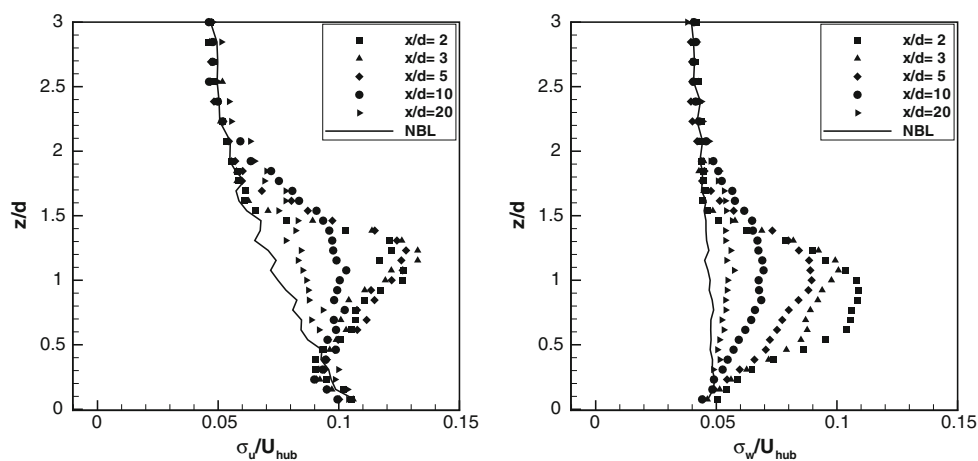 3
2.5
2
1.5
1
0.5
0
z/d
0
0.05
0.1
0.15
σu/Uhub
x/d= 2
x/d= 3
x/d= 5
x/d=10
x/d=20
NBL
3
2.5
2
1.5
1
0.5
0
z/d
0
0.05
0.1
0.15
σw/Uhub
x/d= 2
x/d= 3
x/d= 5
x/d=10
x/d=20
NBL